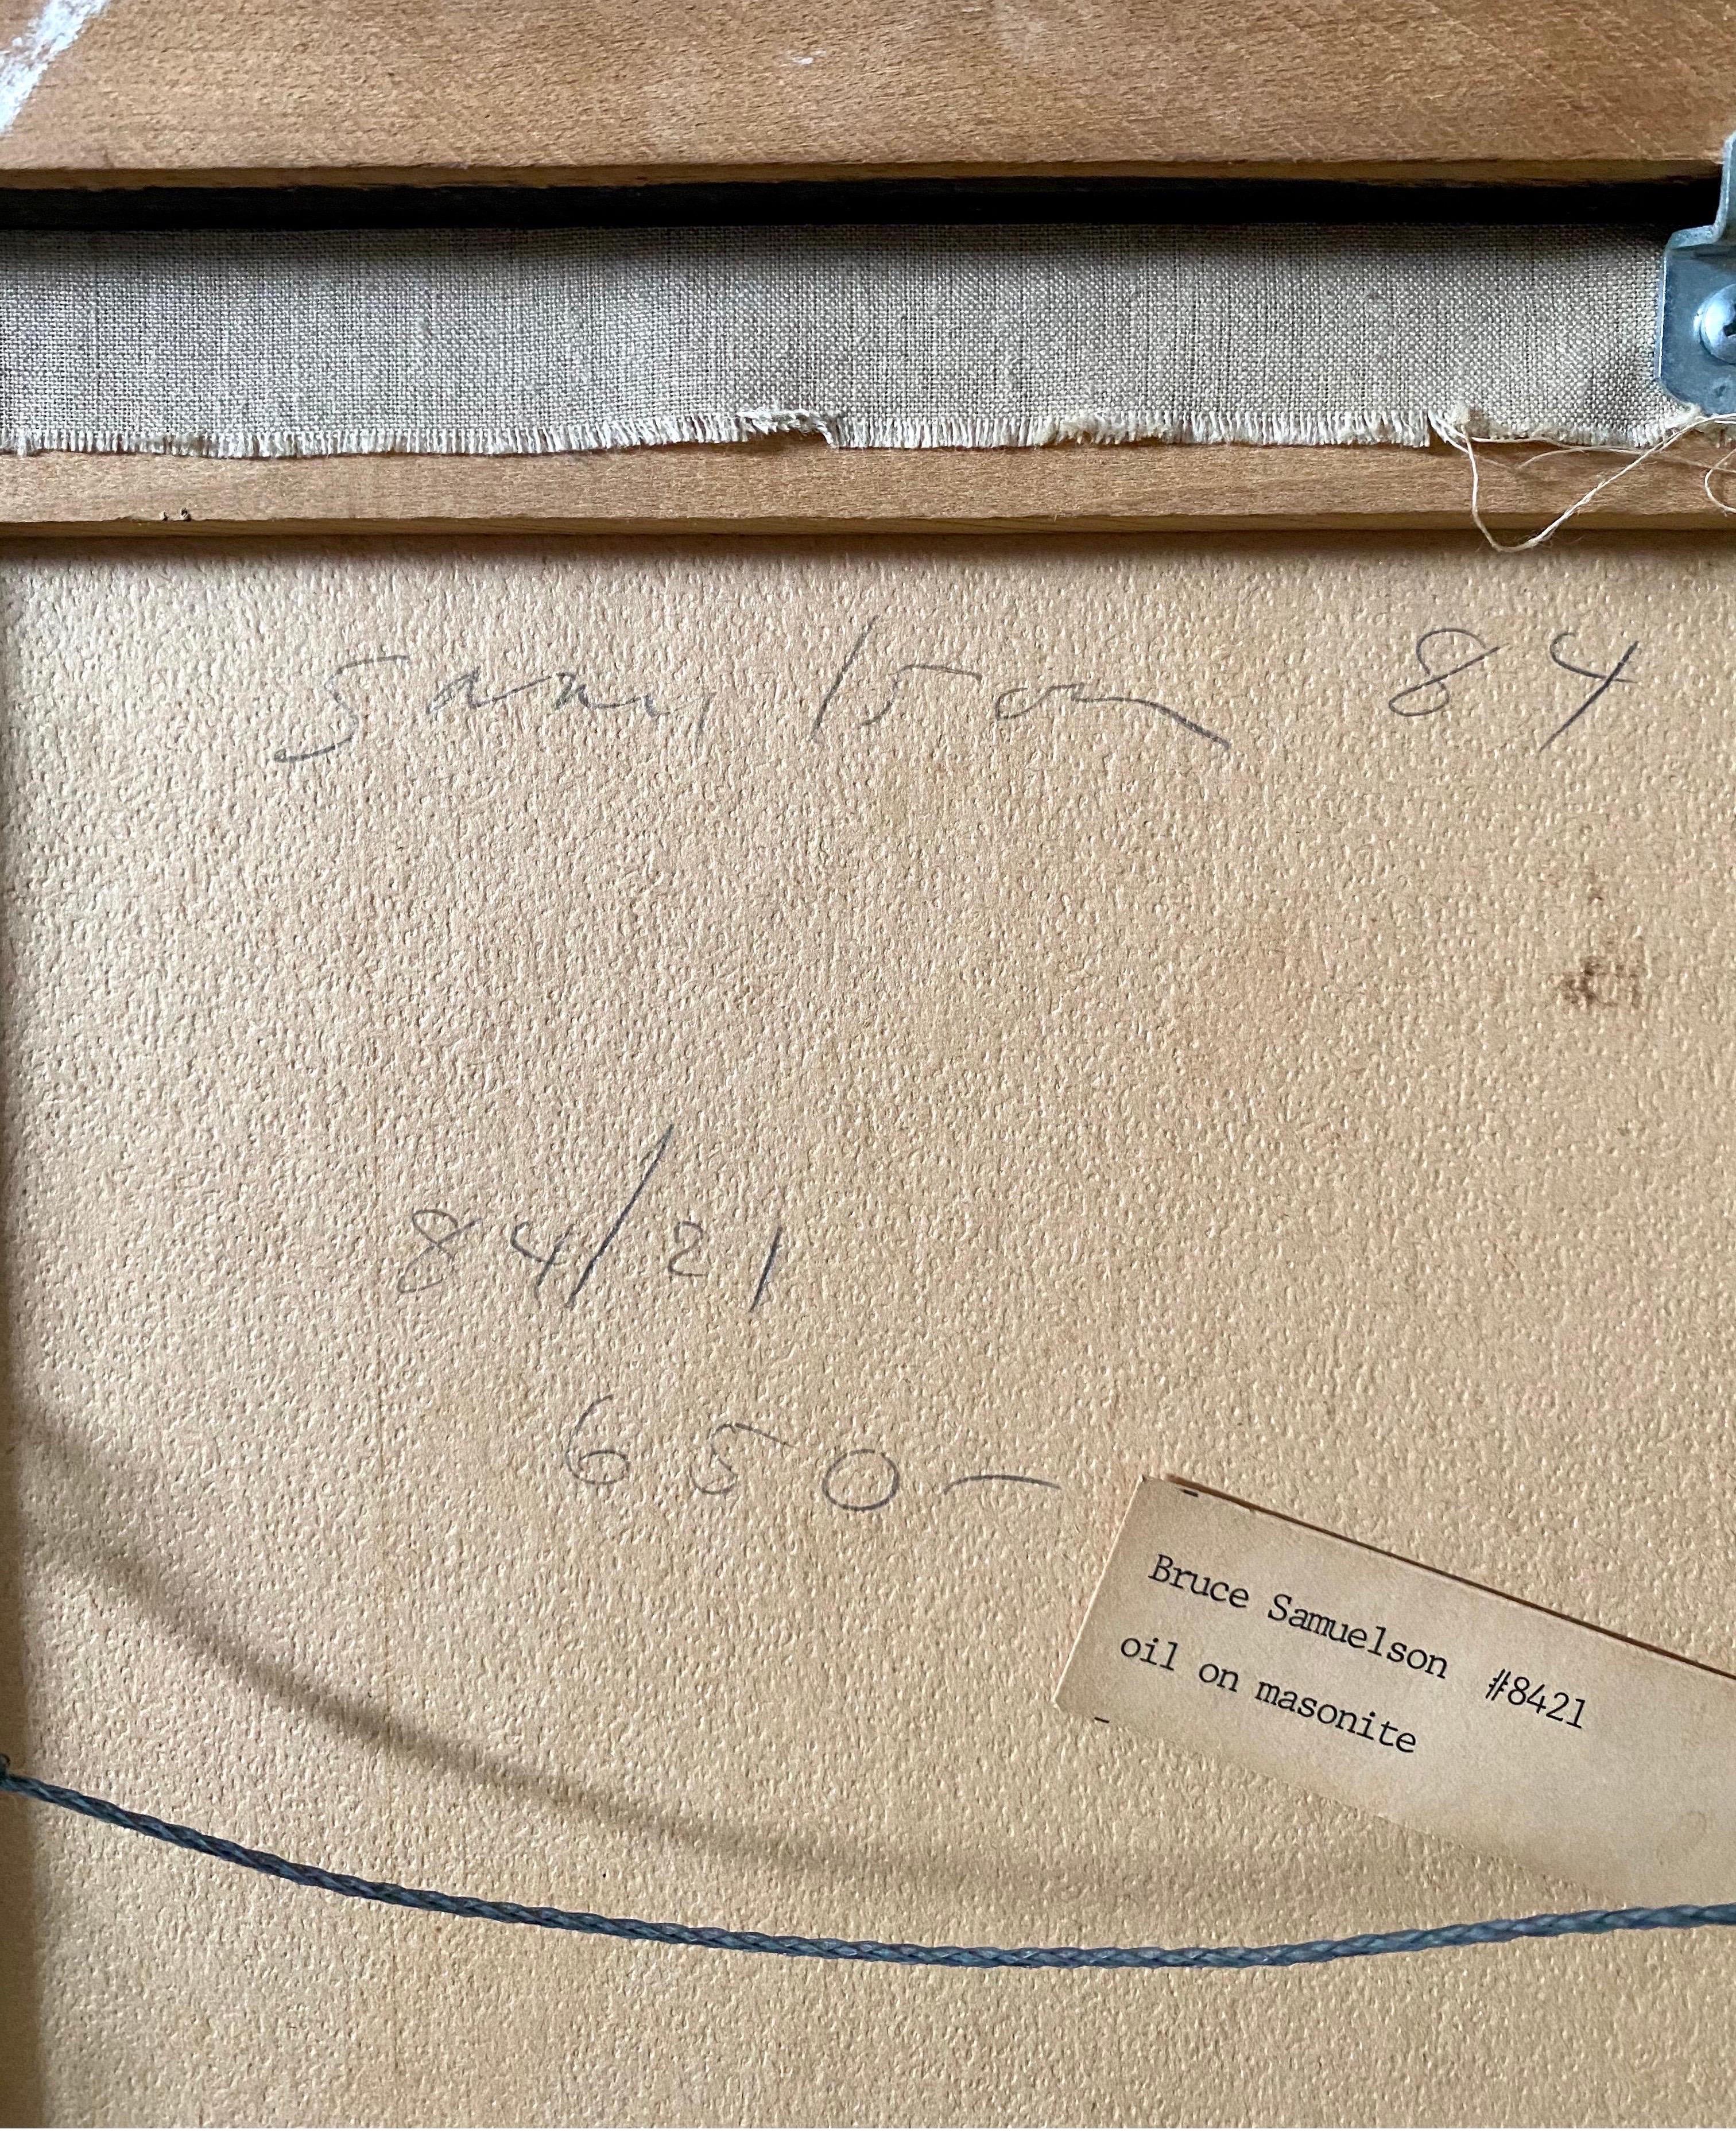 Samuelson 84
84/21
650—
Bruce Samuelson #8421
oil on masonite